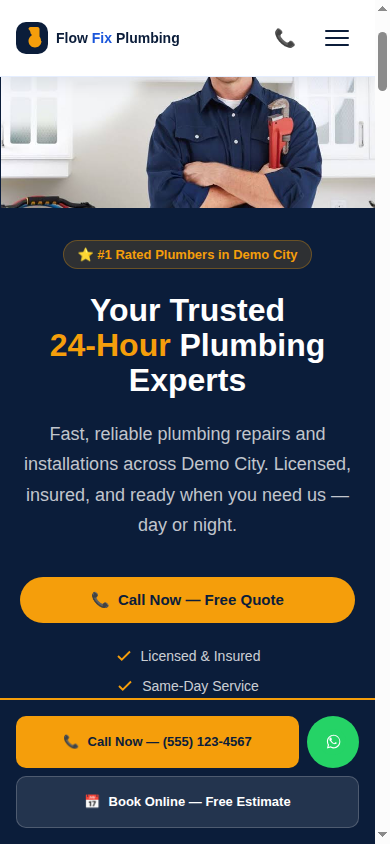 Flow Fix Plumbing
⭐ #1 Rated Plumbers in Demo City
Your Trusted
24-Hour Plumbing
Experts
Fast, reliable plumbing repairs and
installations across Demo City. Licensed,
insured, and ready when you need us —
day or night.
📞 Call Now — Free Quote
Licensed & Insured
Same-Day Service
📞 Call Now — (555) 123-4567
📅 Book Online — Free Estimate